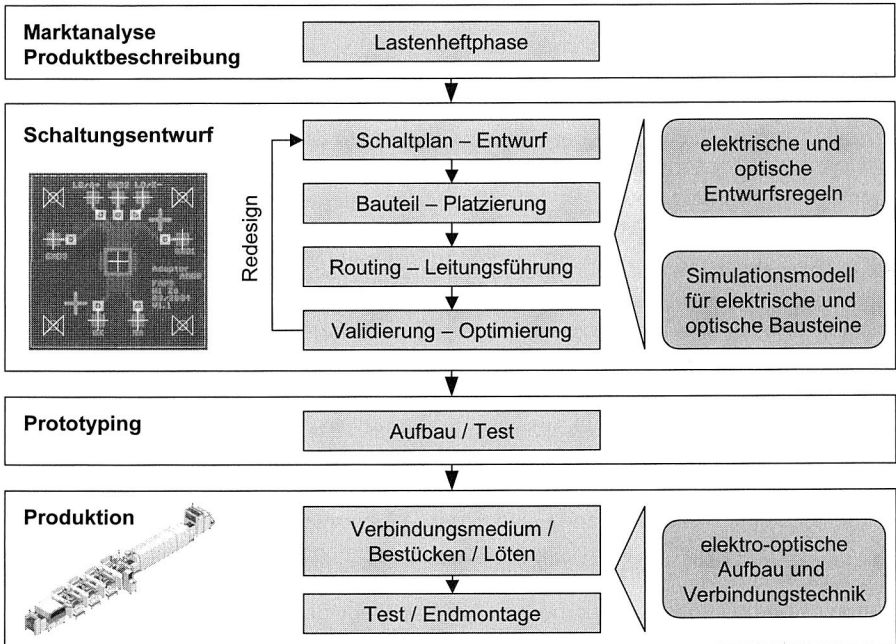 Marktanalyse
Produktbeschreibung
Lastenheftphase
Schaltungsentwurf
Redesign
Schaltplan – Entwurf
Bauteil – Platzierung
Routing – Leitungsführung
Validierung – Optimierung
elektrische und
optische
Entwurfsregeln
Simulationsmodell
für elektrische und
optische Bausteine
Prototyping
Aufbau / Test
Produktion
Verbindungsmedium /
Bestücken / Löten
Test / Endmontage
elektro-optische
Aufbau und
Verbindungstechnik